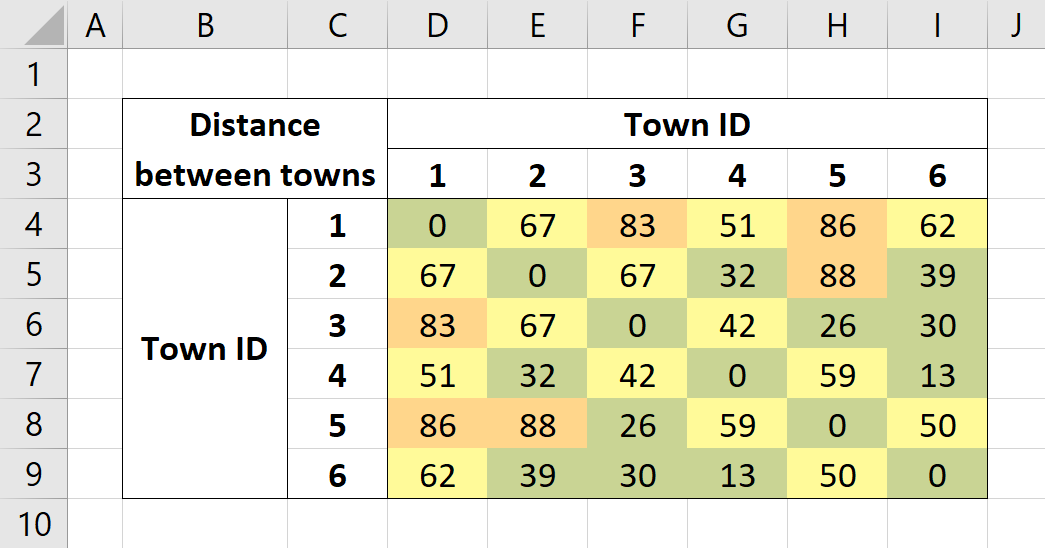 A B C D E F G H I J
1
2 Distance Town ID
3 between towns 1 2 3 4 5 6
4 1 0 67 83 51 86 62
5 2 67 0 67 32 88 39
6 3 83 67 0 42 26 30
Town ID
7 4 51 32 42 0 59 13
8 5 86 88 26 59 0 50
9 6 62 39 30 13 50 0
10